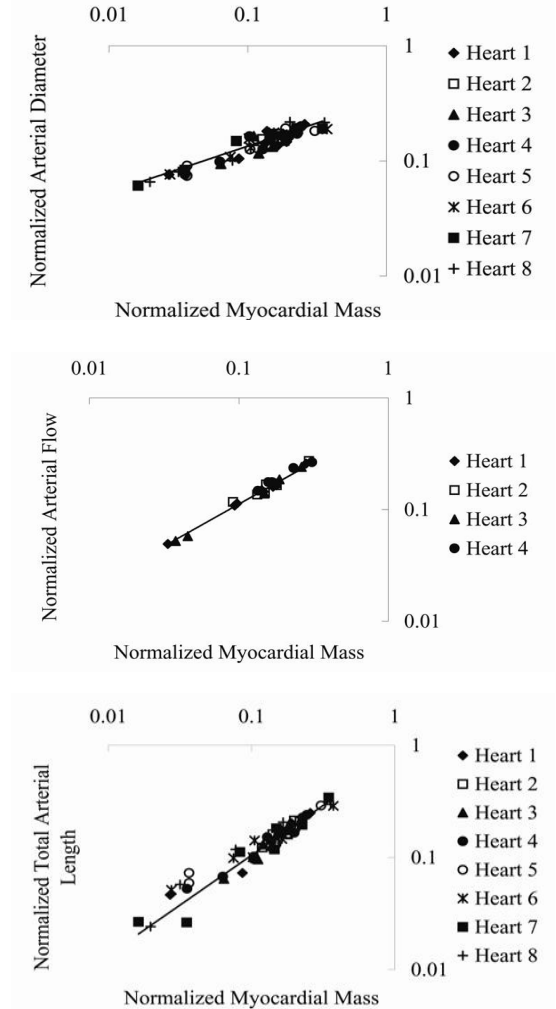 0.01 0.1 1
1
0.1
0.01
Normalized Arterial Diameter
Normalized Myocardial Mass
Heart 1
Heart 2
Heart 3
Heart 4
Heart 5
Heart 6
Heart 7
Heart 8
0.01 0.1 1
1
0.1
0.01
Normalized Arterial Flow
Normalized Myocardial Mass
Heart 1
Heart 2
Heart 3
Heart 4
0.01 0.1 1
1
0.1
0.01
Normalized Total Arterial
Length
Normalized Myocardial Mass
Heart 1
Heart 2
Heart 3
Heart 4
Heart 5
Heart 6
Heart 7
Heart 8